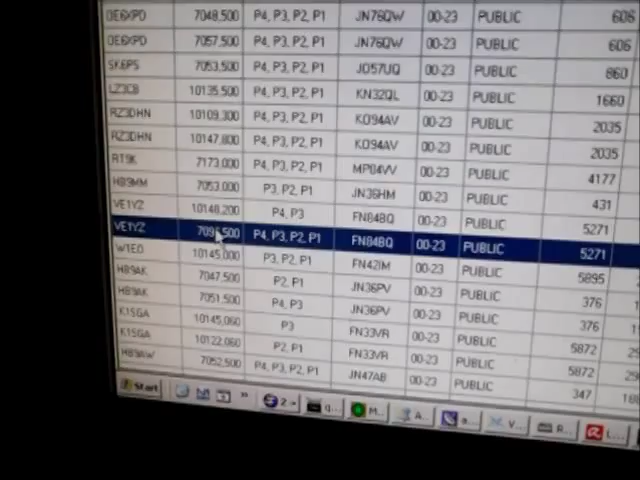 OE6XPD 7048,500 P4, P3, P2, P1 JN76QW 00-23 PUBLIC 606
OE6XPD 7057,500 P4, P3, P2, P1 JN76QW 00-23 PUBLIC 606
SK6PS 7053,500 P4, P3, P2, P1 JO57UQ 00-23 PUBLIC 860
LZ3CB 10135,500 P4, P3, P2, P1 KN32QL 00-23 PUBLIC 1660
RZ3DHN 10109,300 P4, P3, P2, P1 KO94AV 00-23 PUBLIC 2035
RZ3DHN 10147,800 P4, P3, P2, P1 KO94AV 00-23 PUBLIC 2035
RT9K 7173,000 P4, P3, P2, P1 00-23 PUBLIC 4177
HB9MM 7053,000 P3, P2, P1 JN36HM 00-23 PUBLIC 431
VE1YZ 10148,200 P4, P3 FN84BQ 00-23 PUBLIC 5271
VE1YZ P4, P3, P2, P1 FN84BQ 00-23 PUBLIC 5271
W1EO 10145,000 P3, P2, P1 FN42IM 00-23 PUBLIC 5895
HB9AK 7047,500 P2, P1 JN36PV 00-23 PUBLIC 376
HB9AK 7051,500 P4, P3 JN36PV 00-23 PUBLIC 376
K1SGA 10145,060 P3 FN33VR 00-23 PUBLIC 5872
K1SGA 10122,060 P2, P1 FN33VR 00-23 PUBLIC 5872
HB9AW 7052,500 P4, P3, P2, P1 JN47AB 00-23 PUBLIC 347
Start » 2 q... M... A... a... V... R... L...